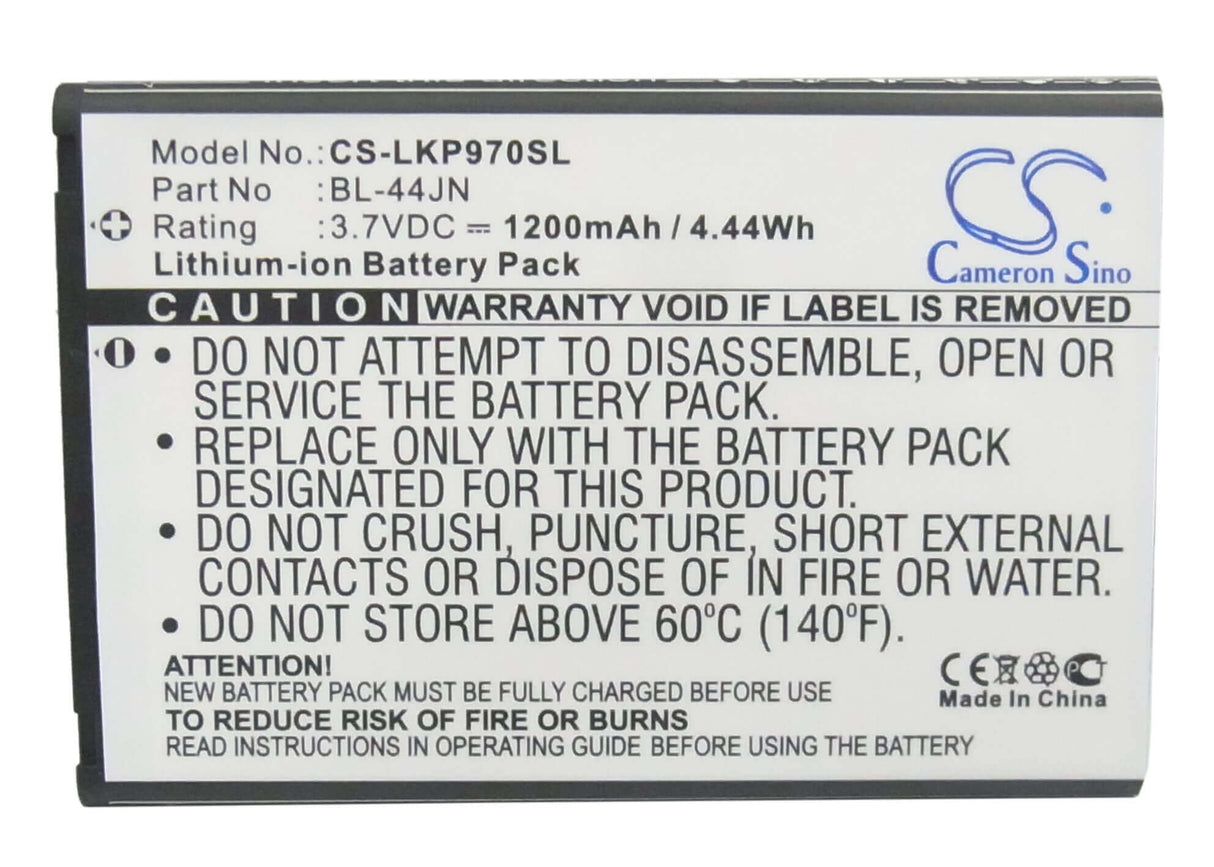 Model No.: CS-LKP970SL
Part No : BL-44JN
Rating : 3.7VDC ⎓ 1200mAh / 4.44Wh
Lithium-ion Battery Pack
CS
Cameron Sino
CAUTION WARRANTY VOID IF LABEL IS REMOVED
• DO NOT ATTEMPT TO DISASSEMBLE, OPEN OR
SERVICE THE BATTERY PACK.
• REPLACE ONLY WITH THE BATTERY PACK
DESIGNATED FOR THIS PRODUCT.
• DO NOT CRUSH, PUNCTURE, SHORT EXTERNAL
CONTACTS OR DISPOSE OF IN FIRE OR WATER.
• DO NOT STORE ABOVE 60°C (140°F).
ATTENTION!
NEW BATTERY PACK MUST BE FULLY CHARGED BEFORE USE
TO REDUCE RISK OF FIRE OR BURNS
READ INSTRUCTIONS IN OPERATING GUIDE BEFORE USING THE BATTERY
CE
Made In China